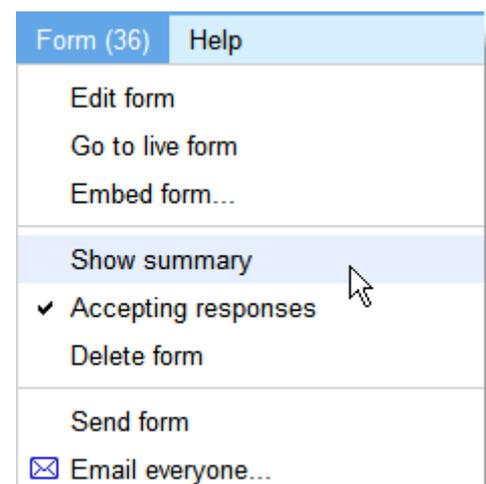 Form (36) Help
Edit form
Go to live form
Embed form...
Show summary
Accepting responses
Delete form
Send form
Email everyone...